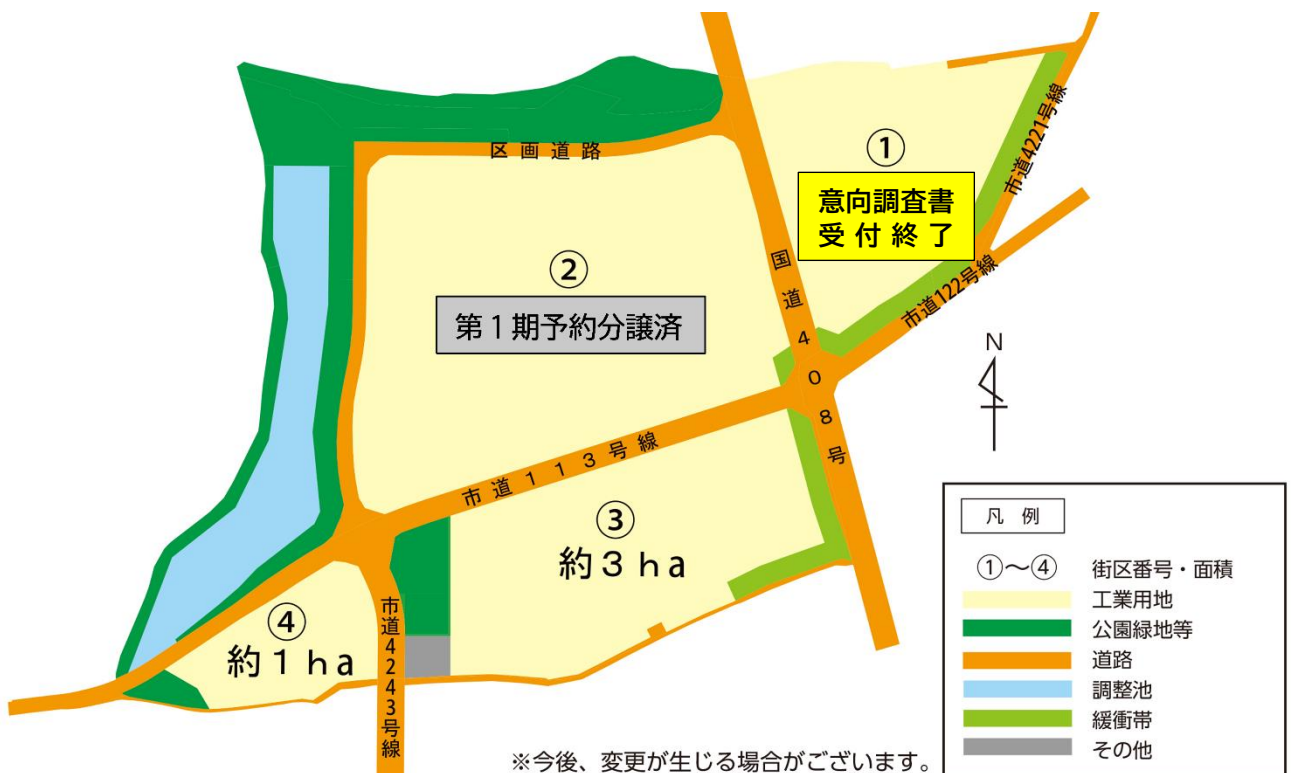 区画道路
①
意向調査書
受付終了
市道4221号線
市道122号線
国道408号
②
第1期予約分譲済
N
市道113号線
③
約3ha
④
約1ha
市道4243号線
凡例
①～④ 街区番号・面積
工業用地
公園緑地等
道路
調整池
緩衝帯
その他
※今後、変更が生じる場合がございます。